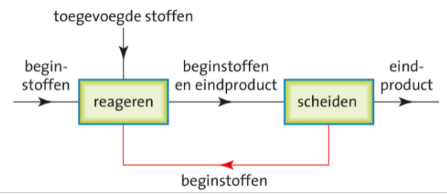 toegevoegde stoffen
begin-
stoffen
reageren
beginstoffen
en eindproduct
scheiden
eind-
product
beginstoffen